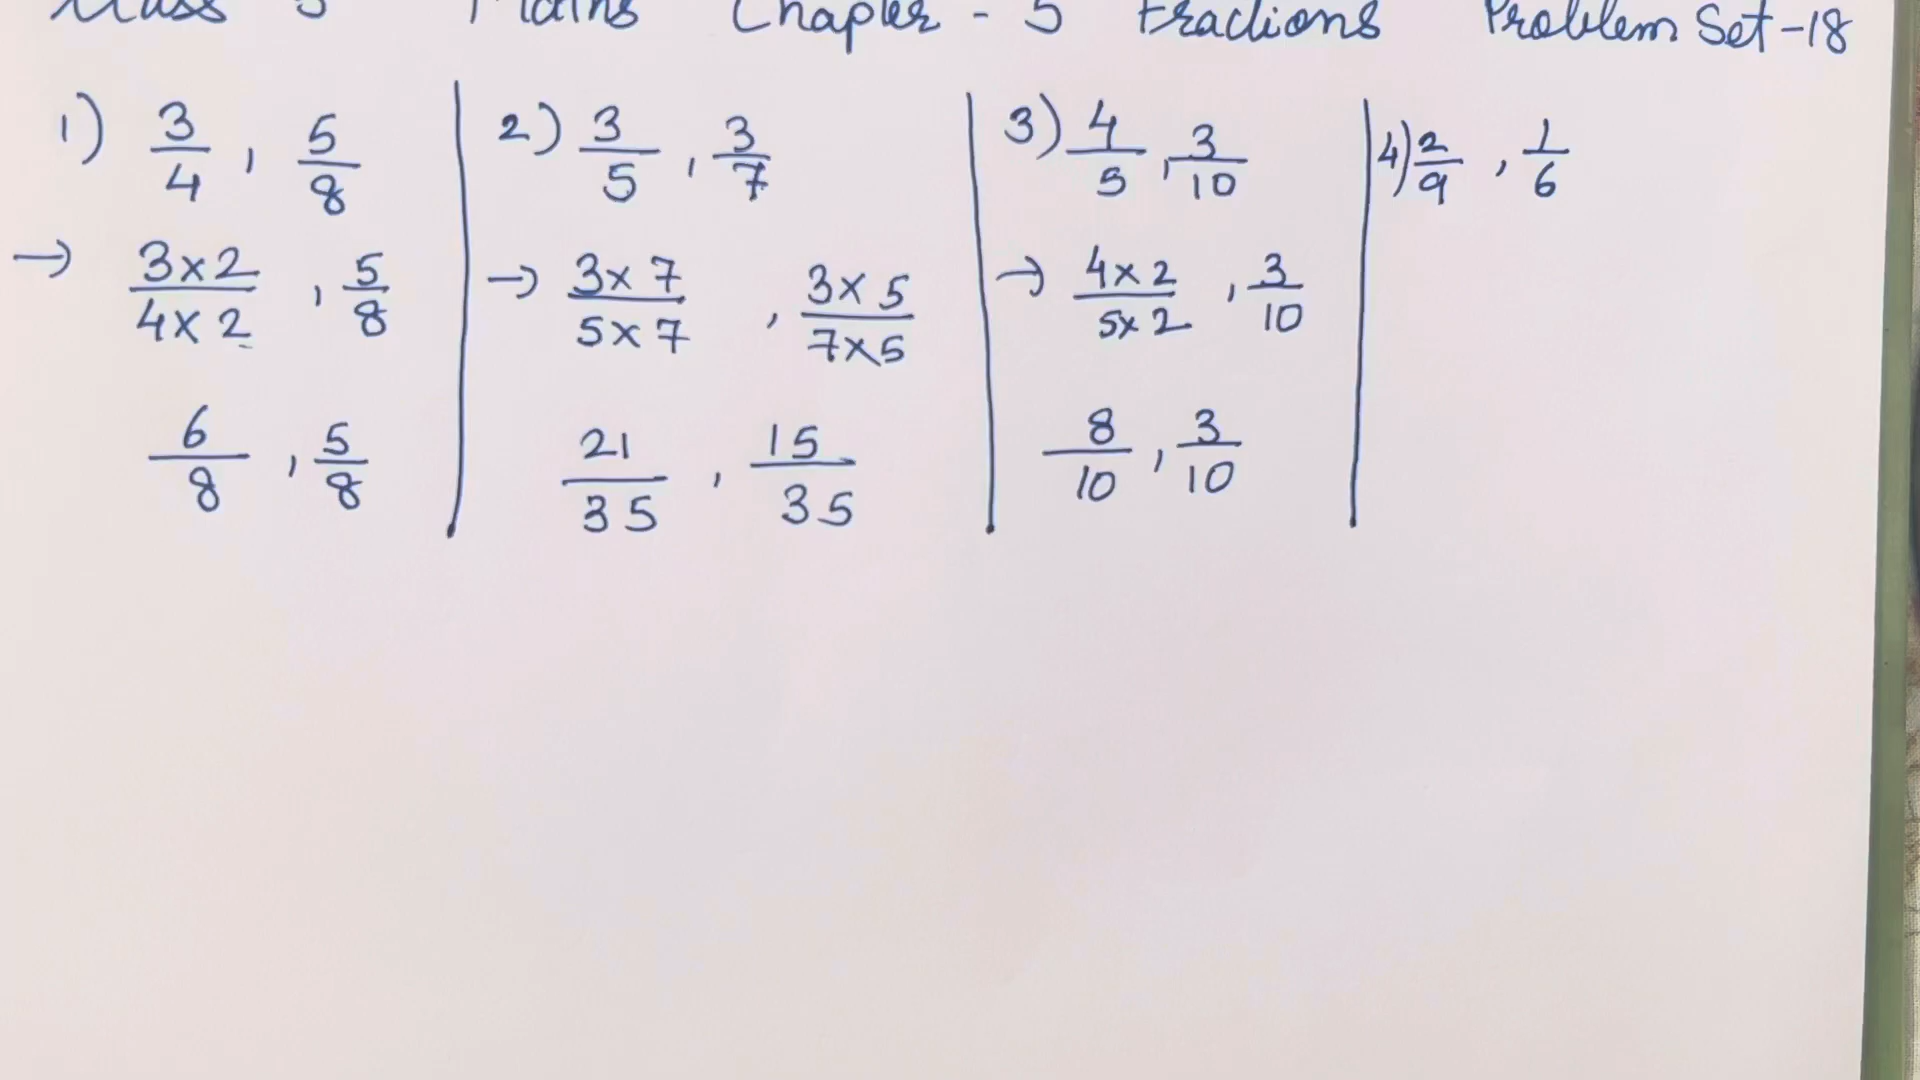 Class 5 Maths Chapter - 5 Fractions Problem Set -18
1) 3/4 , 5/8
→ 3×2/4×2 , 5/8
6/8 , 5/8
2) 3/5 , 3/7
→ 3×7/5×7 , 3×5/7×5
21/35 , 15/35
3) 4/5 , 3/10
→ 4×2/5×2 , 3/10
8/10 , 3/10
4) 2/9 , 1/6